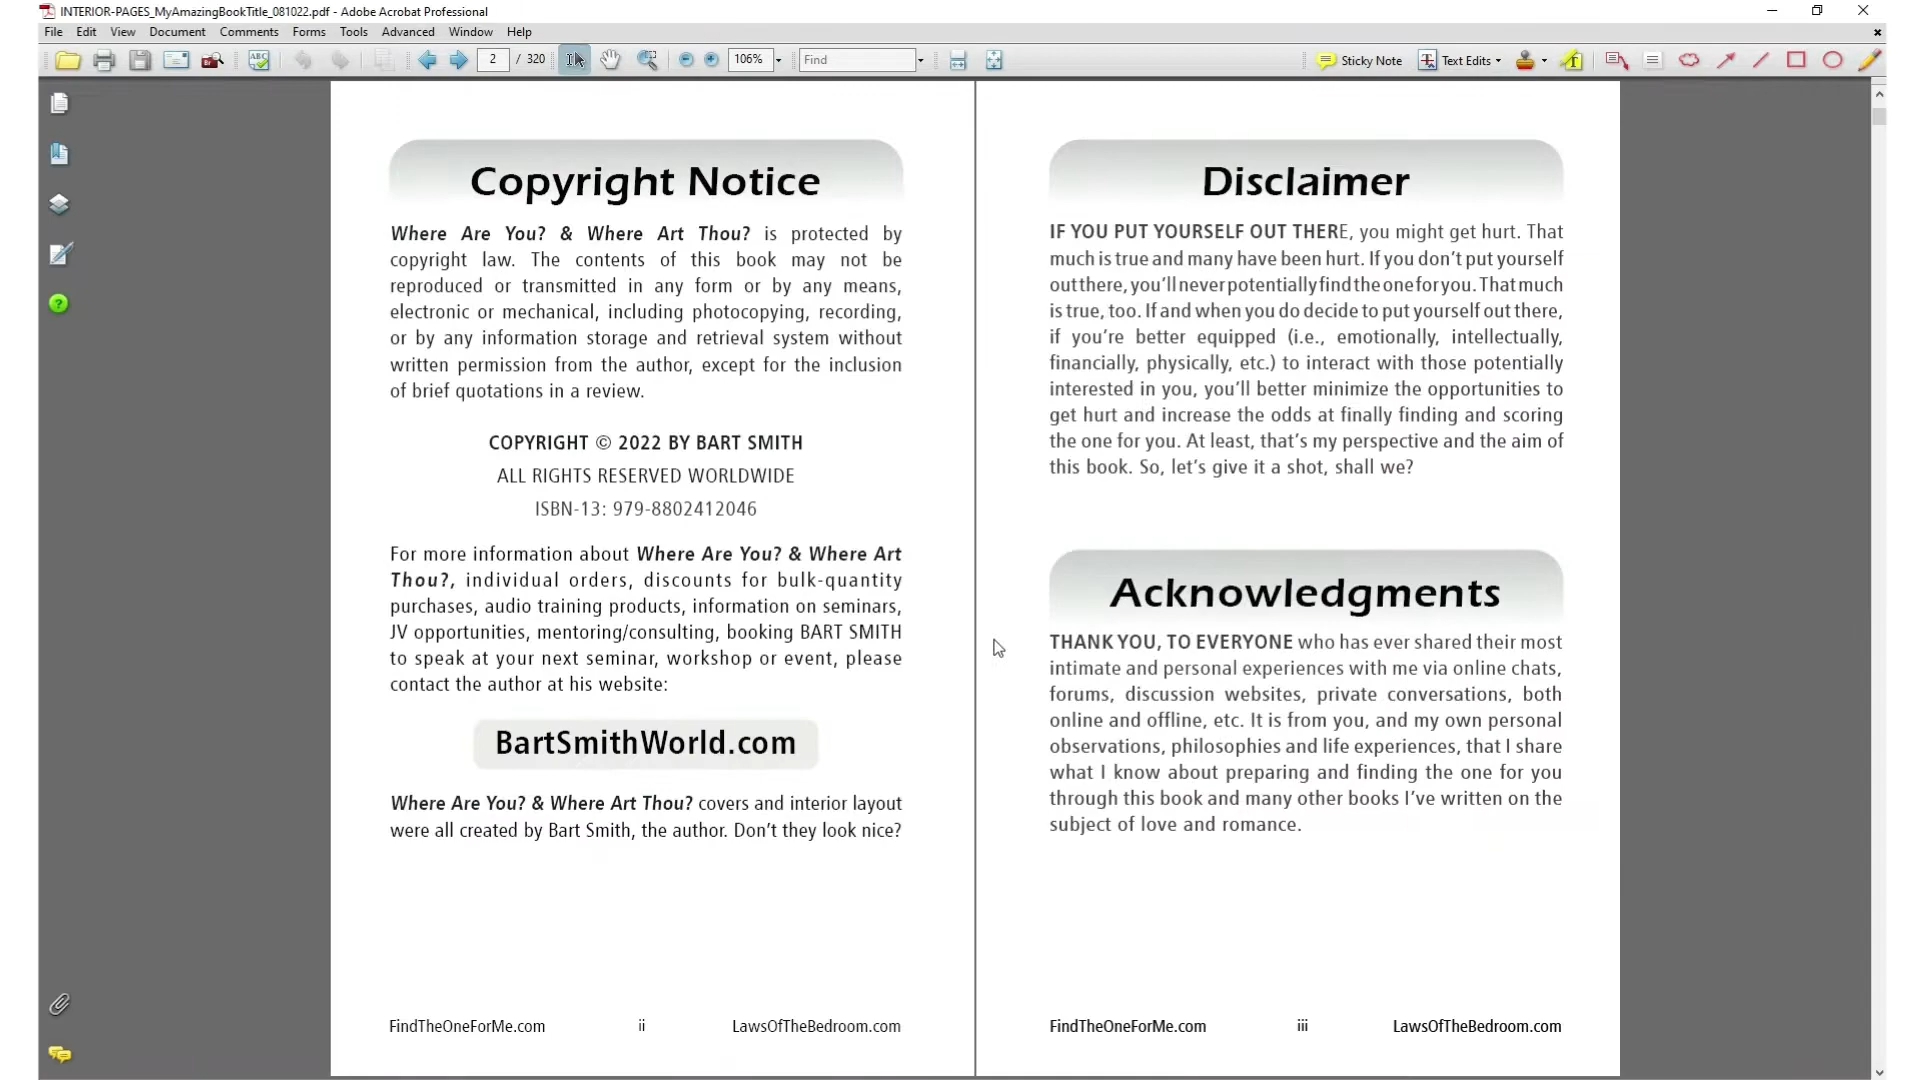 INTERIOR-PAGES_MyAmazingBookTitle_081022.pdf - Adobe Acrobat Professional
File Edit View Document Comments Forms Tools Advanced Window Help
2 / 320 106% Find Sticky Note Text Edits
Copyright Notice
Where Are You? & Where Art Thou? is protected by
copyright law. The contents of this book may not be
reproduced or transmitted in any form or by any means,
electronic or mechanical, including photocopying, recording,
or by any information storage and retrieval system without
written permission from the author, except for the inclusion
of brief quotations in a review.
COPYRIGHT © 2022 BY BART SMITH
ALL RIGHTS RESERVED WORLDWIDE
ISBN-13: 979-8802412046
For more information about Where Are You? & Where Art
Thou?, individual orders, discounts for bulk-quantity
purchases, audio training products, information on seminars,
JV opportunities, mentoring/consulting, booking BART SMITH
to speak at your next seminar, workshop or event, please
contact the author at his website:
BartSmithWorld.com
Where Are You? & Where Art Thou? covers and interior layout
were all created by Bart Smith, the author. Don't they look nice?
FindTheOneForMe.com ii LawsOfTheBedroom.com
Disclaimer
IF YOU PUT YOURSELF OUT THERE, you might get hurt. That
much is true and many have been hurt. If you don't put yourself
out there, you'll never potentially find the one for you. That much
is true, too. If and when you do decide to put yourself out there,
if you're better equipped (i.e., emotionally, intellectually,
financially, physically, etc.) to interact with those potentially
interested in you, you'll better minimize the opportunities to
get hurt and increase the odds at finally finding and scoring
the one for you. At least, that's my perspective and the aim of
this book. So, let's give it a shot, shall we?
Acknowledgments
THANK YOU, TO EVERYONE who has ever shared their most
intimate and personal experiences with me via online chats,
forums, discussion websites, private conversations, both
online and offline, etc. It is from you, and my own personal
observations, philosophies and life experiences, that I share
what I know about preparing and finding the one for you
through this book and many other books I've written on the
subject of love and romance.
FindTheOneForMe.com iii LawsOfTheBedroom.com